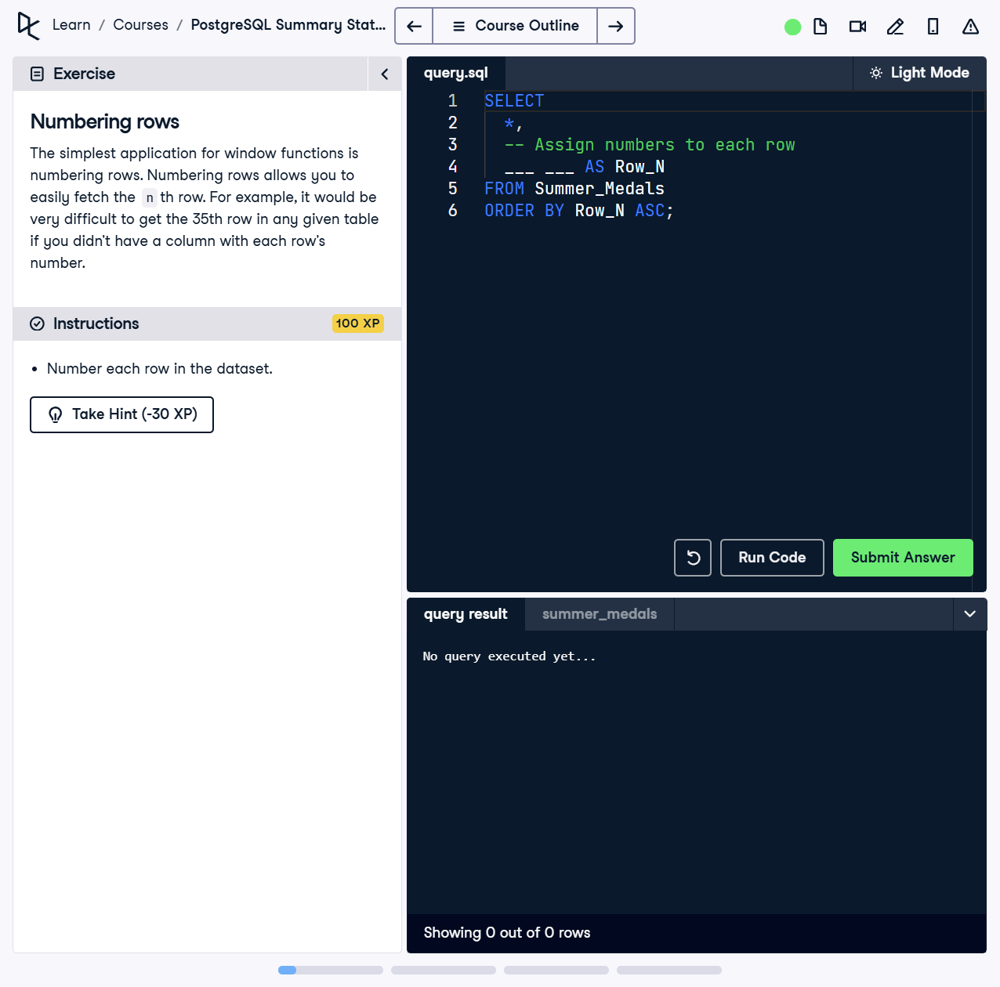 Learn / Courses / PostgreSQL Summary Stat...
Course Outline
Exercise
Numbering rows
The simplest application for window functions is
numbering rows. Numbering rows allows you to
easily fetch the n th row. For example, it would be
very difficult to get the 35th row in any given table
if you didn't have a column with each row's
number.
Instructions
100 XP
• Number each row in the dataset.
Take Hint (-30 XP)
query.sql
Light Mode
1 SELECT
2 *,
3 -- Assign numbers to each row
4 ___ ___ AS Row_N
5 FROM Summer_Medals
6 ORDER BY Row_N ASC;
Run Code
Submit Answer
query result
summer_medals
No query executed yet...
Showing 0 out of 0 rows